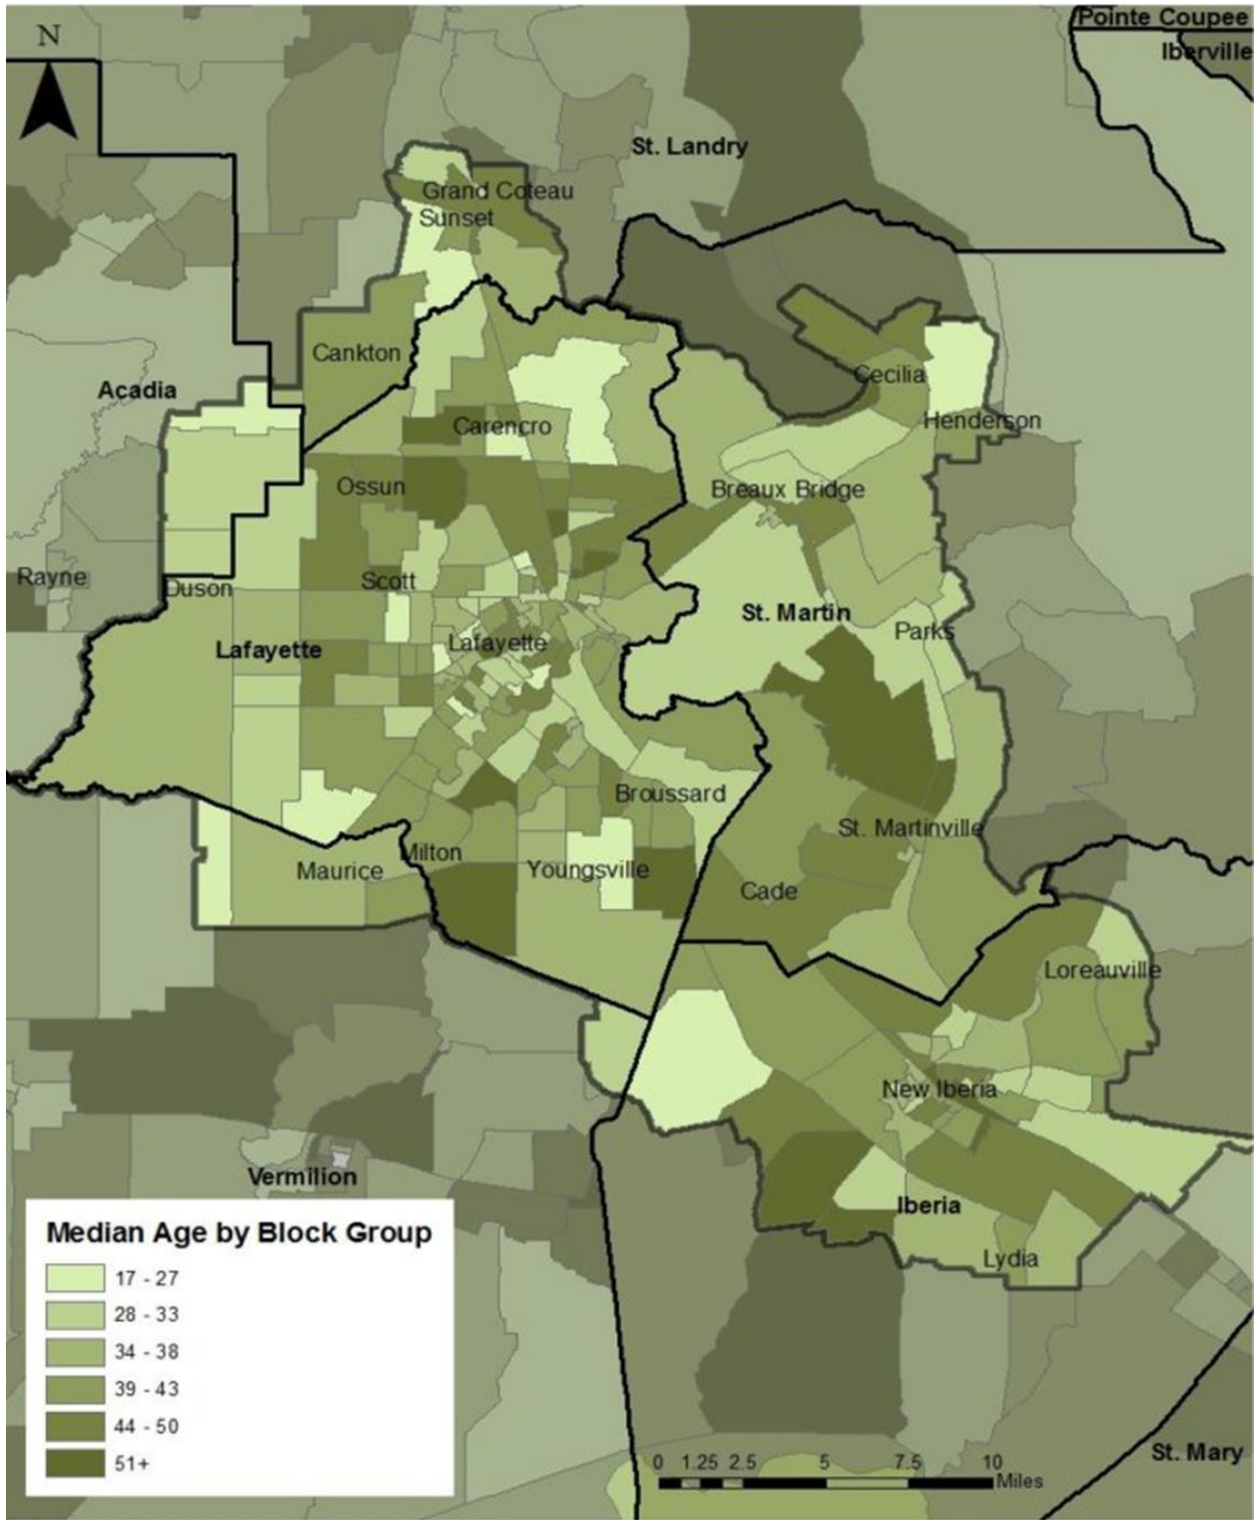 Pointe Coupee
N
Iberville
St. Landry
Grand Coteau
Sunset
Cankton
Cecilia
Acadia
Henderson
Carencro
Ossun
Breaux Bridge
Rayne
Scott
Duson
St. Martin
Parks
Lafayette
Lafayette
Broussard
St. Martinville
Milton
Maurice
Youngsville
Cade
Loreauville
New Iberia
Vermilion
Iberia
Lydia
Median Age by Block Group
17 - 27
28 - 33
34 - 38
39 - 43
44 - 50
51+
St. Mary
0 1.25 2.5 5 7.5 10
Miles